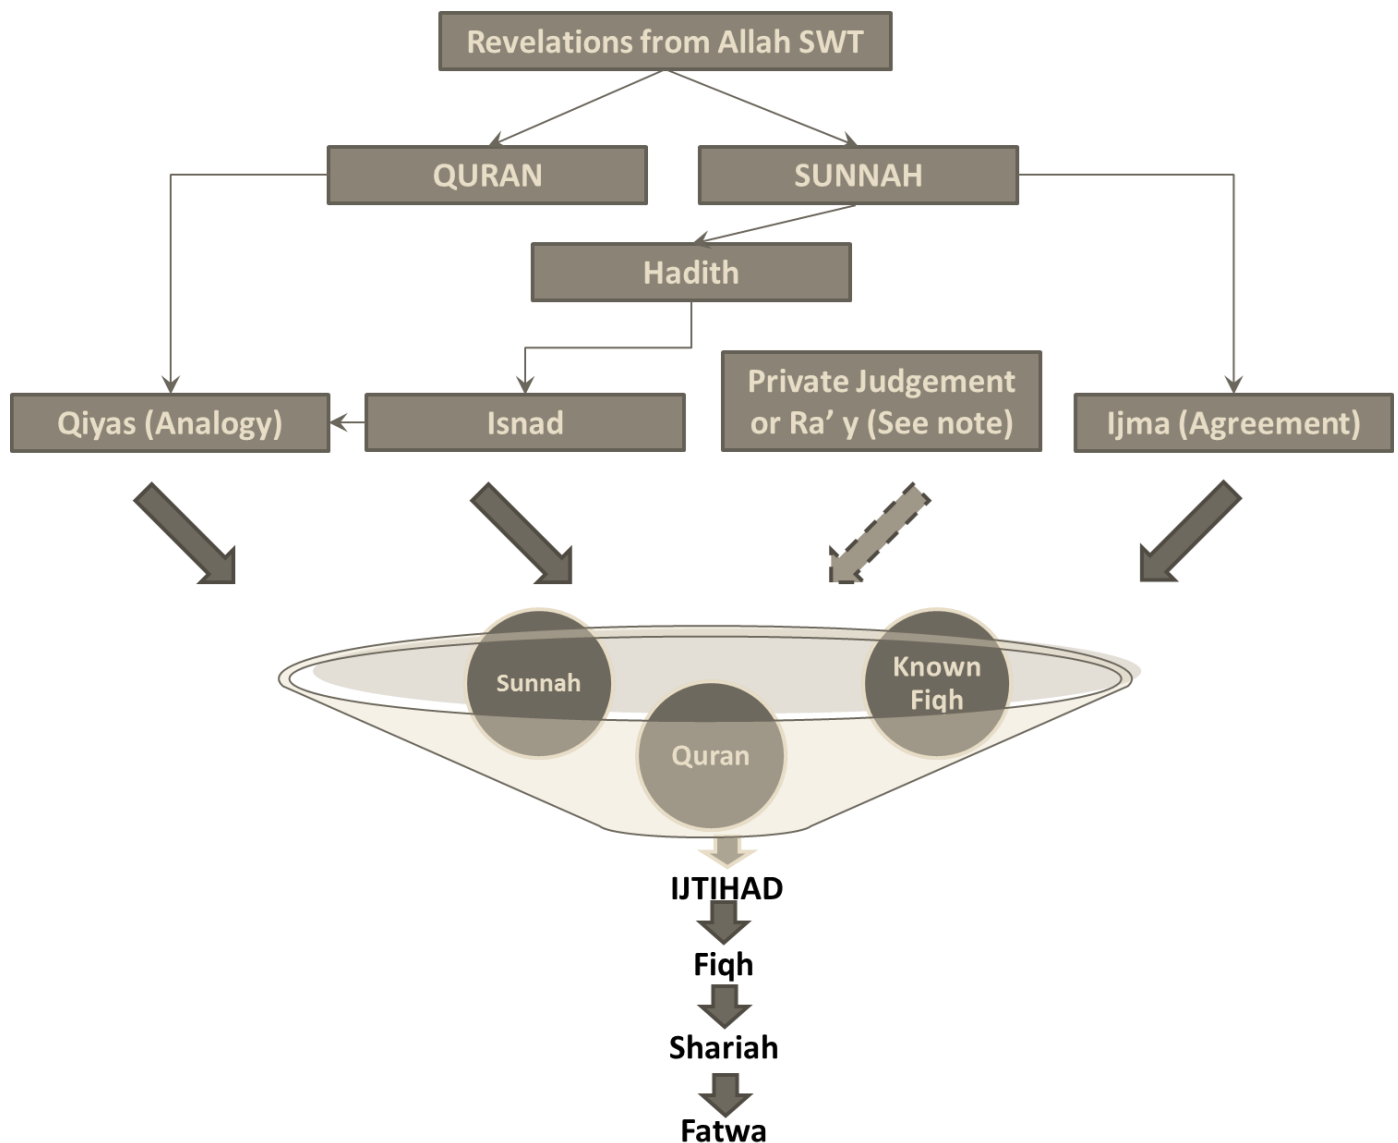 Revelations from Allah SWT
QURAN
SUNNAH
Hadith
Private Judgement
or Ra’ y (See note)
Qiyas (Analogy)
Isnad
Ijma (Agreement)
Sunnah
Known
Fiqh
Quran
IJTIHAD
Fiqh
Shariah
Fatwa